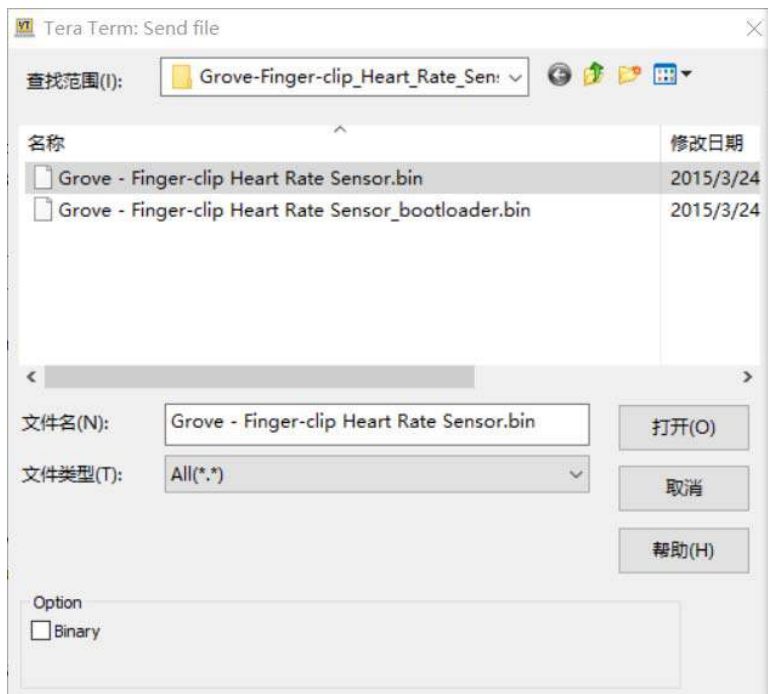 Tera Term: Send file
查找范围(I): Grove-Finger-clip_Heart_Rate_Sen:
名称 修改日期
Grove - Finger-clip Heart Rate Sensor.bin 2015/3/24
Grove - Finger-clip Heart Rate Sensor_bootloader.bin 2015/3/24
文件名(N): Grove - Finger-clip Heart Rate Sensor.bin 打开(O)
文件类型(T): All(*.*) 取消
帮助(H)
Option
Binary